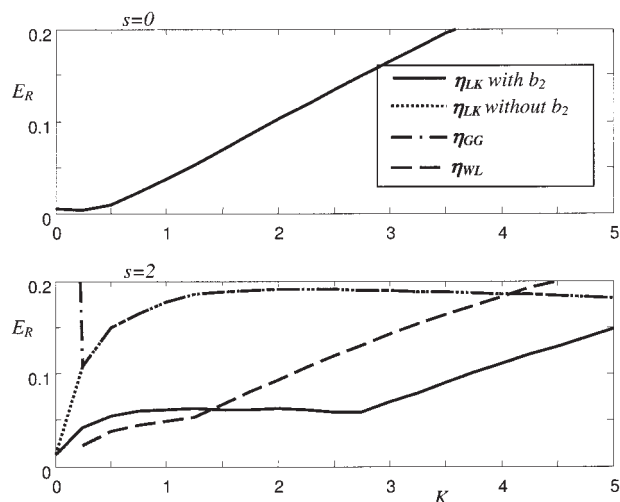 s=0
0.2
E_R
0.1
0
0 1 2 3 4 5
η_LK with b_2
η_LK without b_2
η_GG
η_WL
s=2
0.2
E_R
0.1
0
0 1 2 3 4 5
K